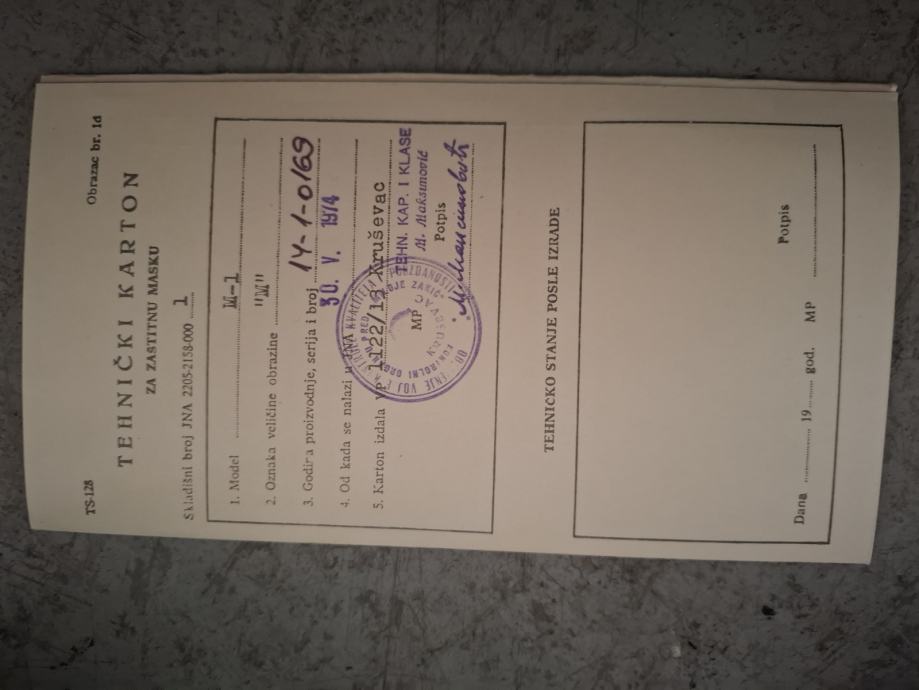 TS-128
Obrazac br. 1d
TEHNIČKI KARTON
ZA ZAŠTITNU MASKU
Skladišni broj JNA 2205-2158-000 1
1. Model M-1
2. Oznaka veličine obrazine "M"
3. Godina proizvodnje, serija i broj 14-1-0169
4. Od kada se nalazi u JNA 30. V. 1974
5. Karton izdala VP 1122/13 Kruševac
TEHN. KAP. I KLASE
M. Maksimović
MP
Potpis
TEHNIČKO STANJE POSLE IZRADE
Dana 19 god. MP Potpis